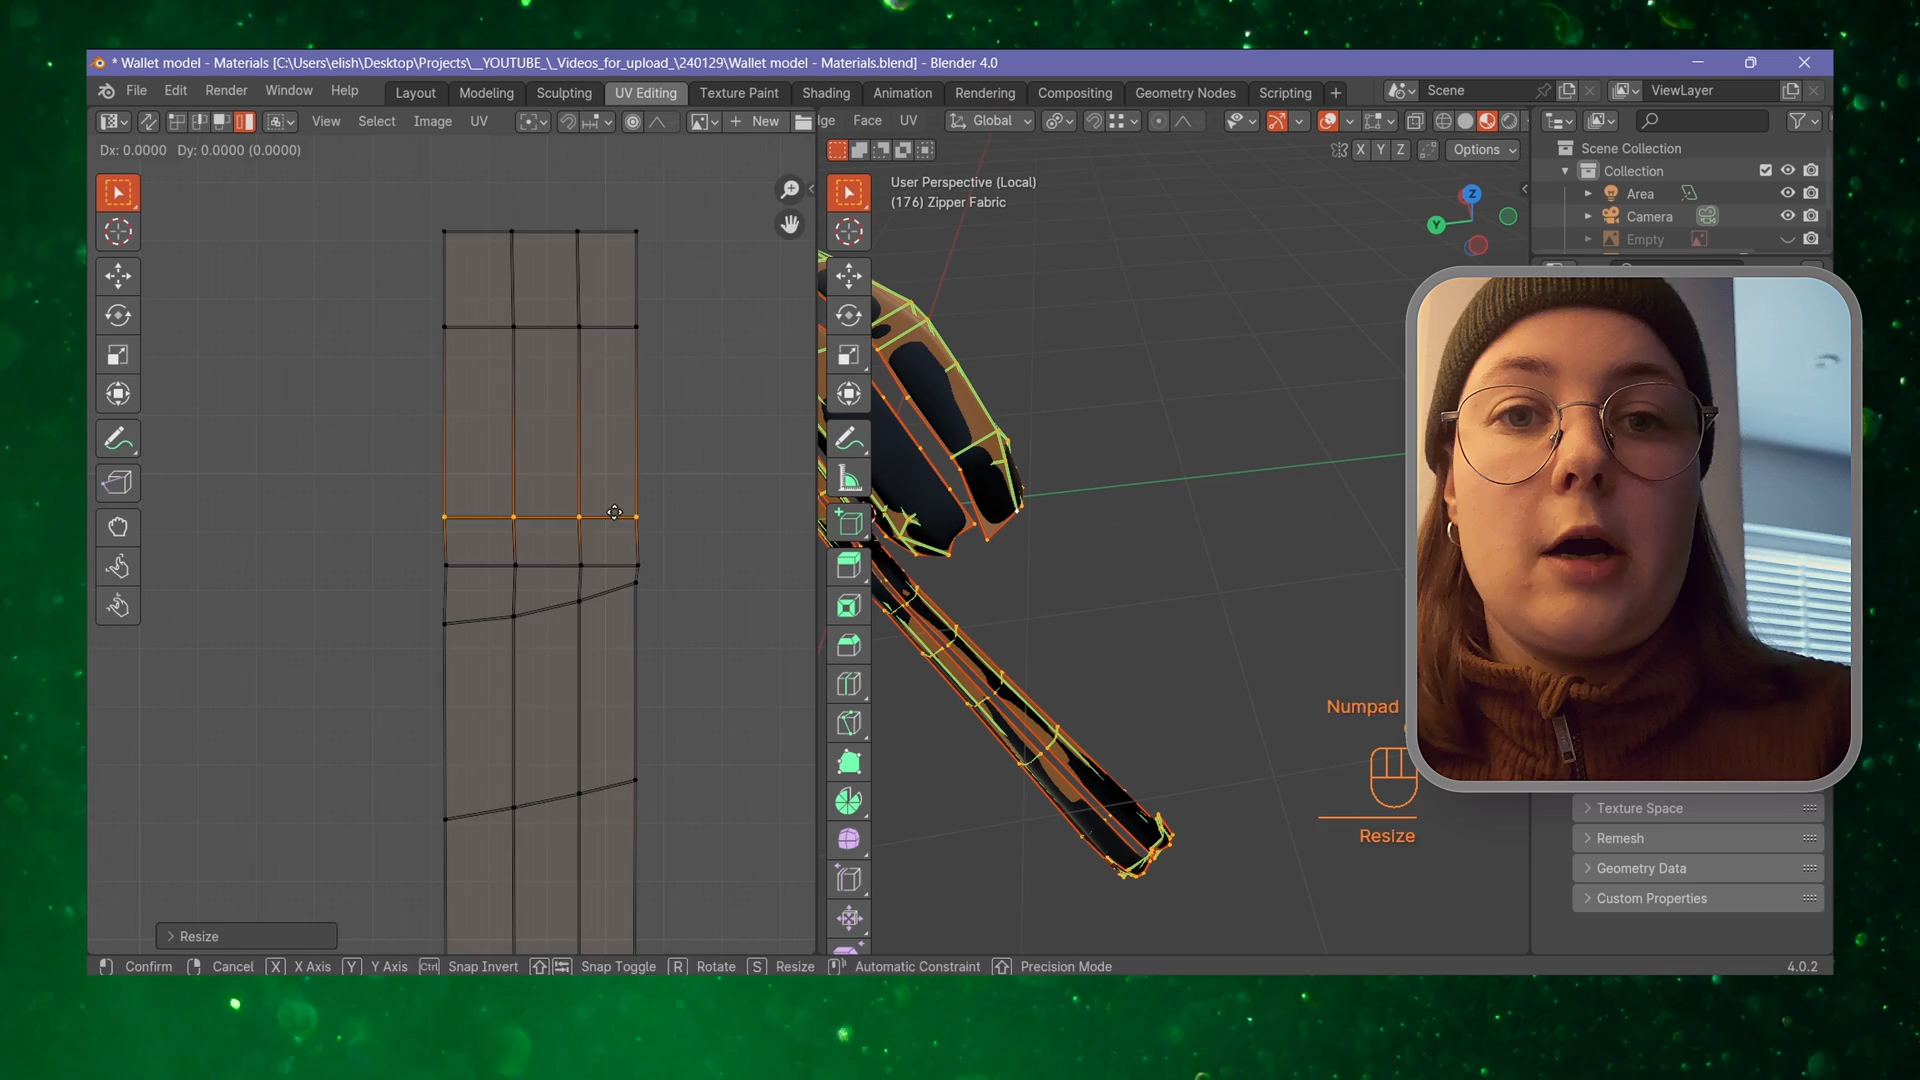 * Wallet model - Materials [C:\Users\elish\Desktop\Projects\__YOUTUBE_\_Videos_for_upload_\240129\Wallet model - Materials.blend] - Blender 4.0
File Edit Render Window Help Layout Modeling Sculpting UV Editing Texture Paint Shading Animation Rendering Compositing Geometry Nodes Scripting + Scene ViewLayer
View Select Image UV New ge Face UV Global
Dx: 0.0000 Dy: 0.0000 (0.0000)
X Y Z Options
Scene Collection
Collection
Area
Camera
Empty
User Perspective (Local)
(176) Zipper Fabric
Z
Y
Numpad
Resize
Texture Space
Remesh
Geometry Data
Custom Properties
Resize
Confirm Cancel X X Axis Y Y Axis Ctrl Snap Invert Snap Toggle R Rotate S Resize Automatic Constraint Precision Mode 4.0.2